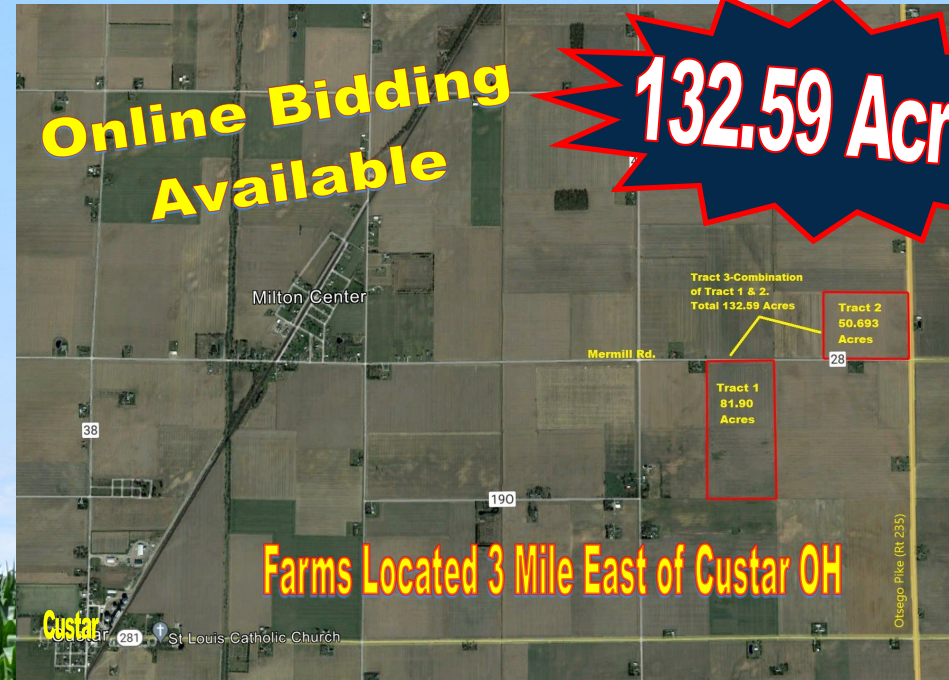 Online Bidding
Available
132.59 Acr
Tract 3-Combination
of Tract 1 & 2.
Total 132.59 Acres
Tract 2
50.693
Acres
Milton Center
Mermill Rd.
28
Tract 1
81.90
Acres
38
190
Farms Located 3 Mile East of Custar OH
Otsego Pike (Rt 235)
Custar
281
St Louis Catholic Church